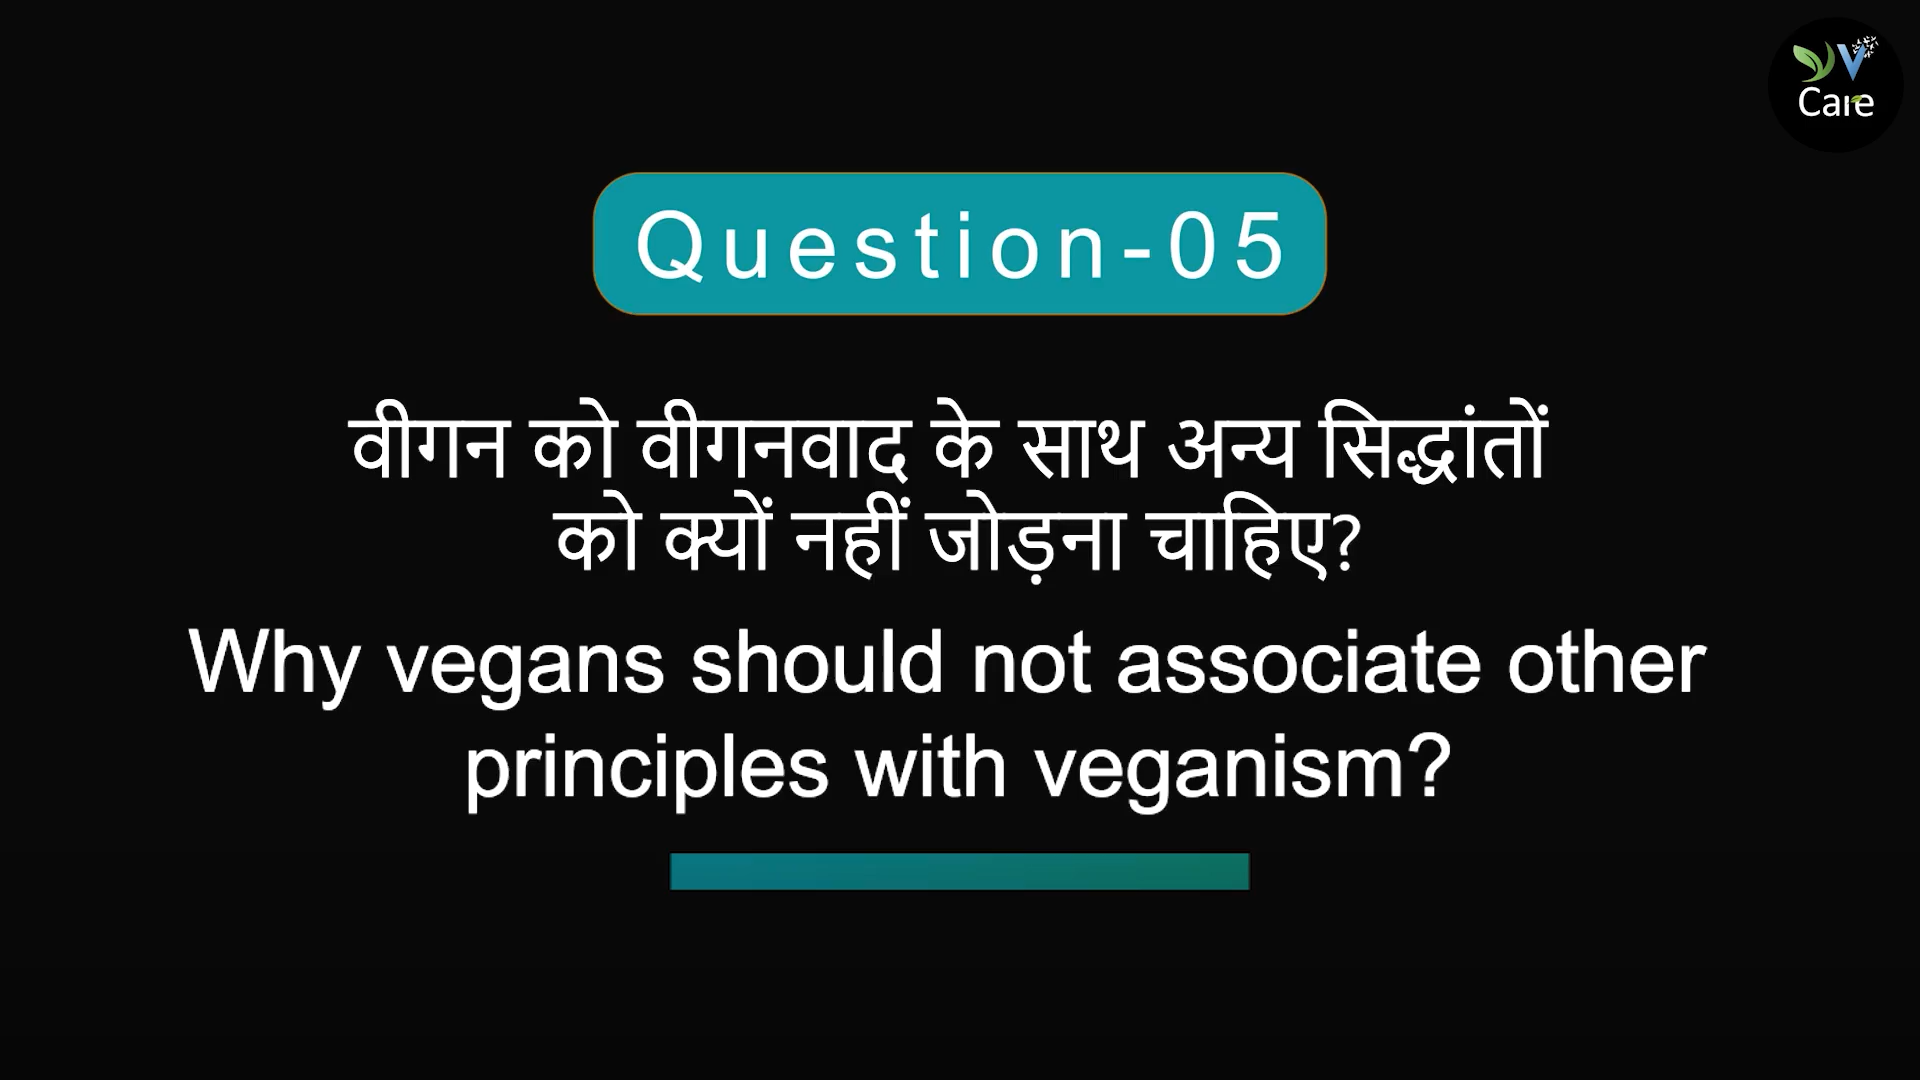 V
Care
Question-05
वीगन को वीगनवाद के साथ अन्य सिद्धांतों
को क्यों नहीं जोड़ना चाहिए?
Why vegans should not associate other
principles with veganism?